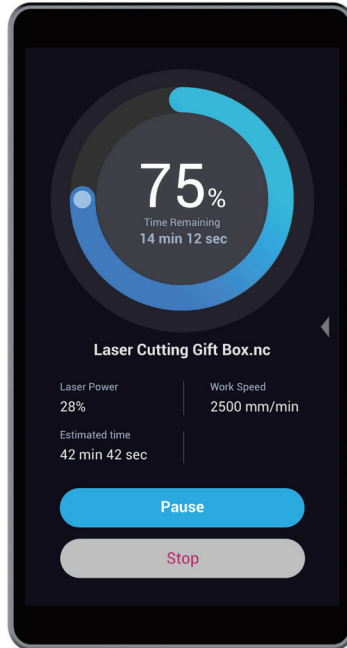 75%
Time Remaining
14 min 12 sec
Laser Cutting Gift Box.nc
Laser Power
Work Speed
28%
2500 mm/min
Estimated time
42 min 42 sec
Pause
Stop